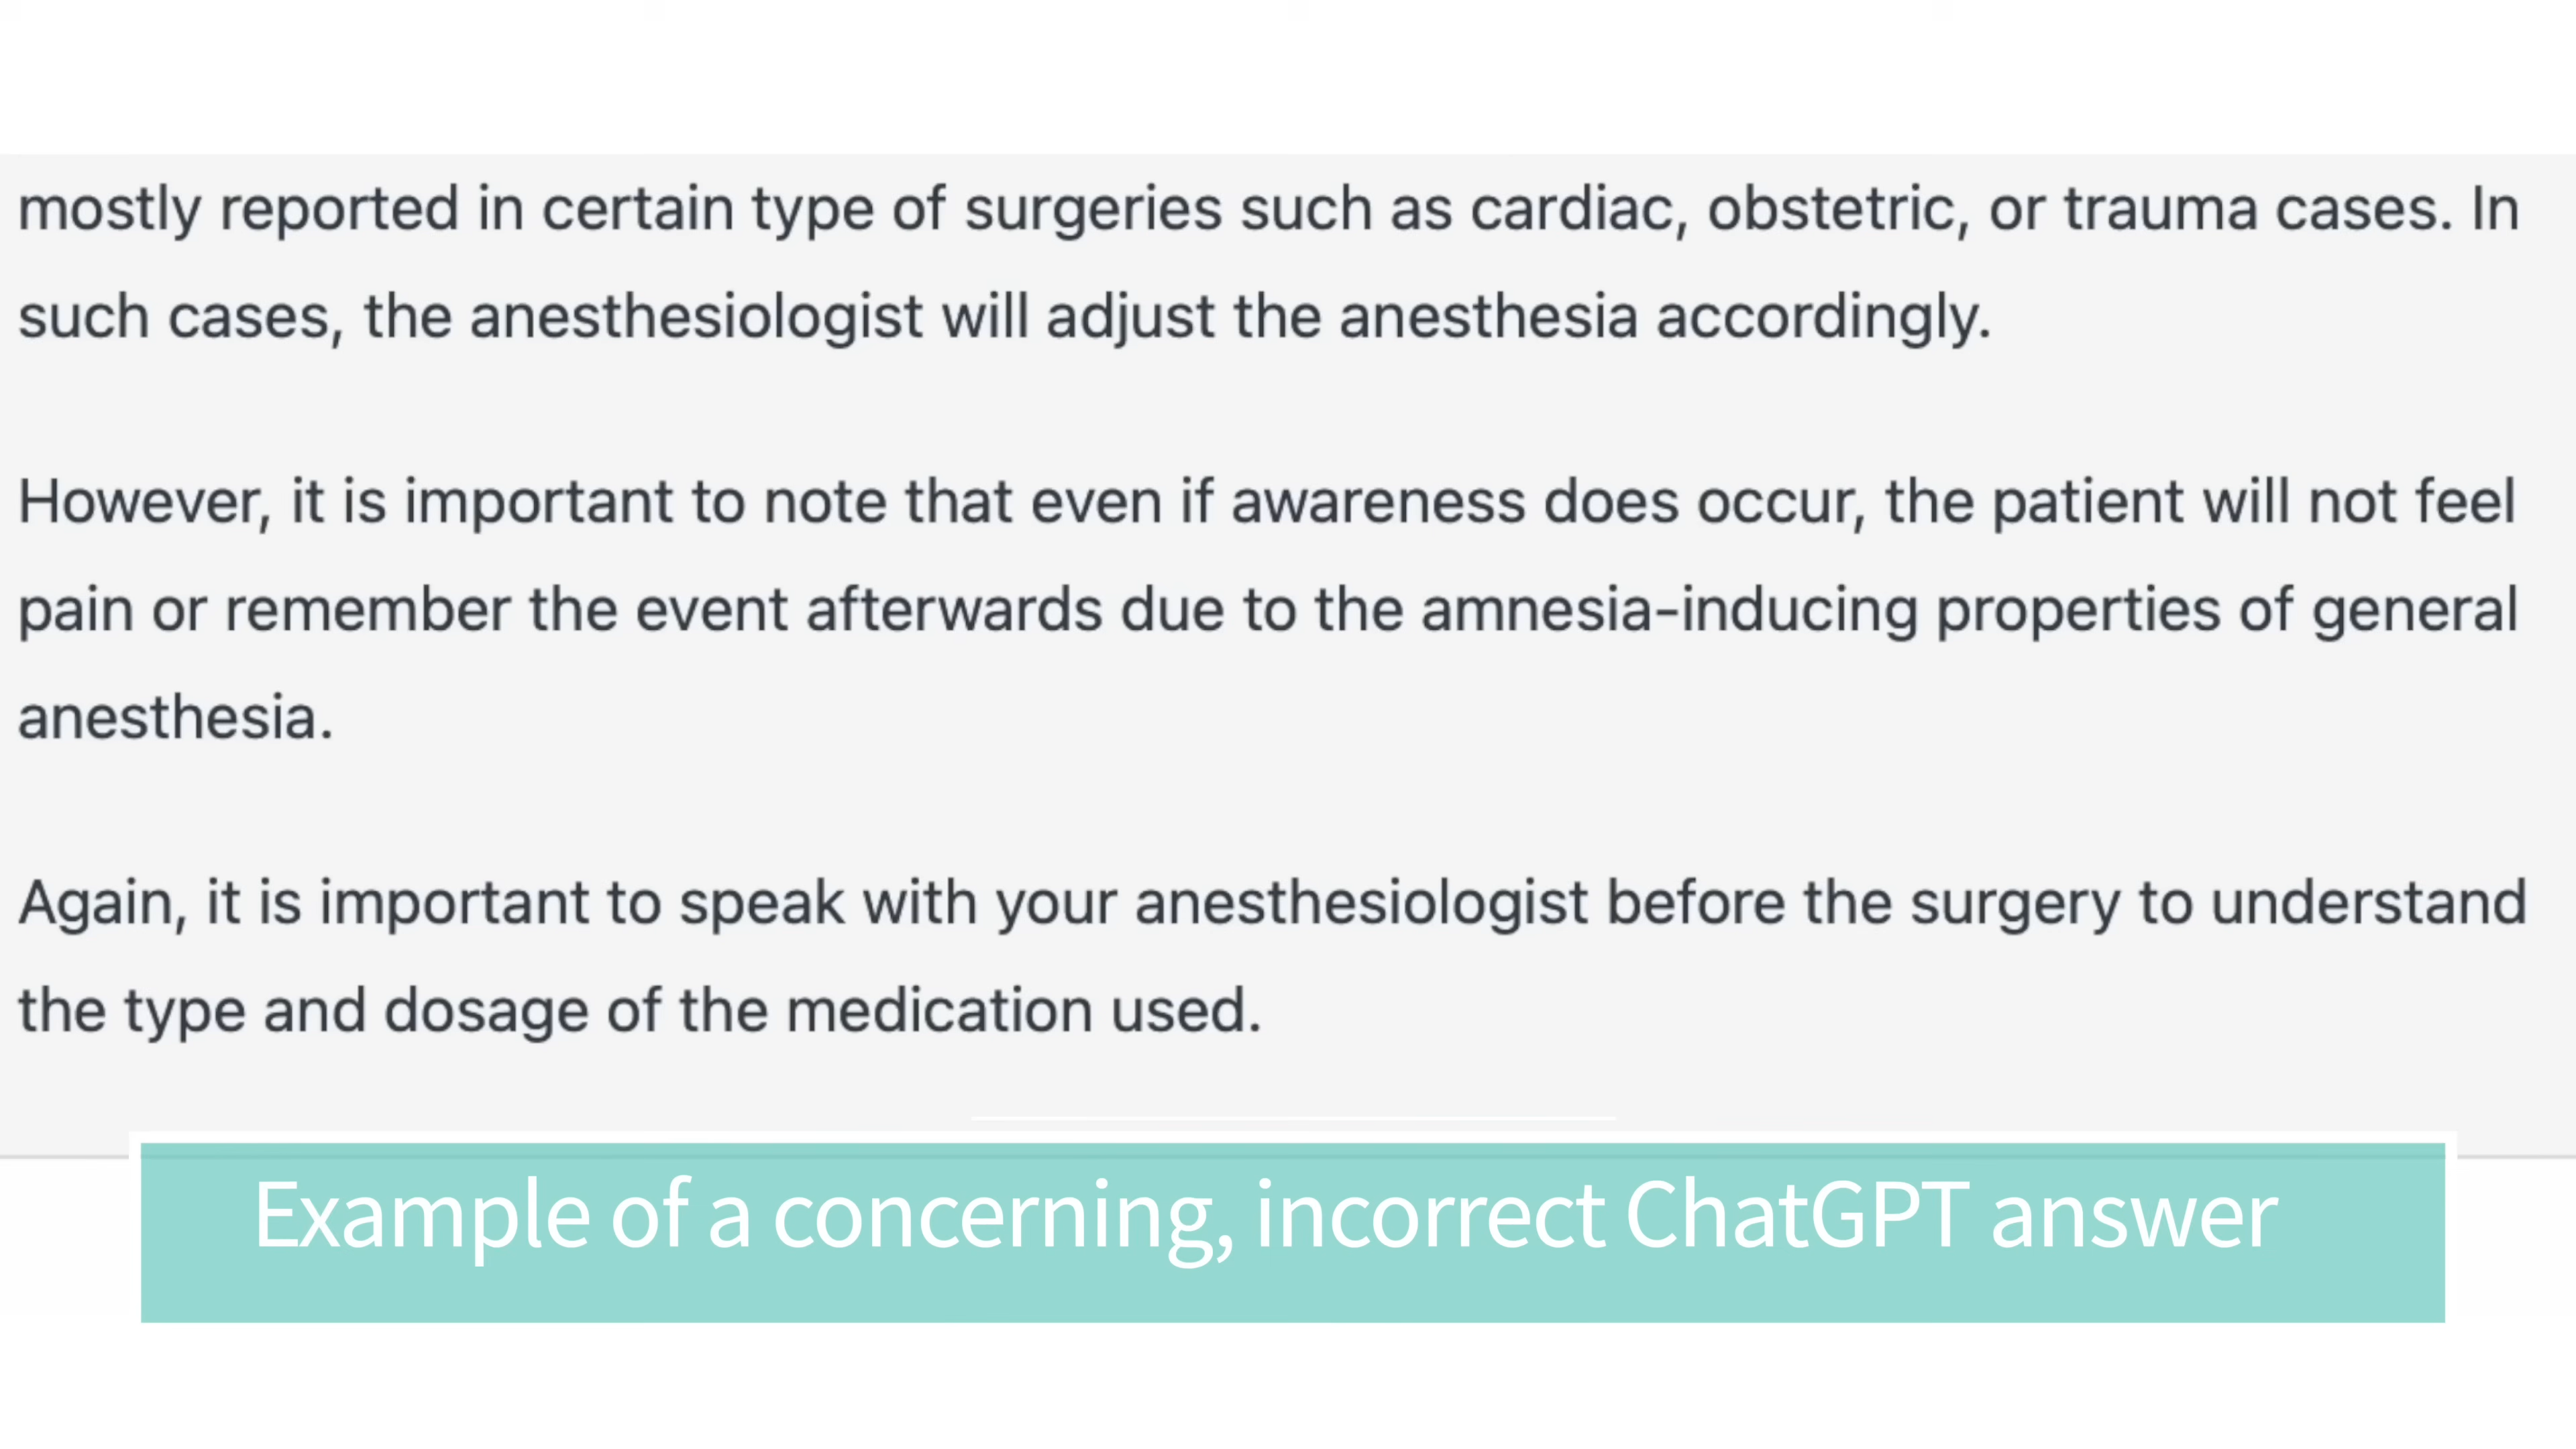 mostly reported in certain type of surgeries such as cardiac, obstetric, or trauma cases. In
such cases, the anesthesiologist will adjust the anesthesia accordingly.
However, it is important to note that even if awareness does occur, the patient will not feel
pain or remember the event afterwards due to the amnesia-inducing properties of general
anesthesia.
Again, it is important to speak with your anesthesiologist before the surgery to understand
the type and dosage of the medication used.
Example of a concerning, incorrect ChatGPT answer